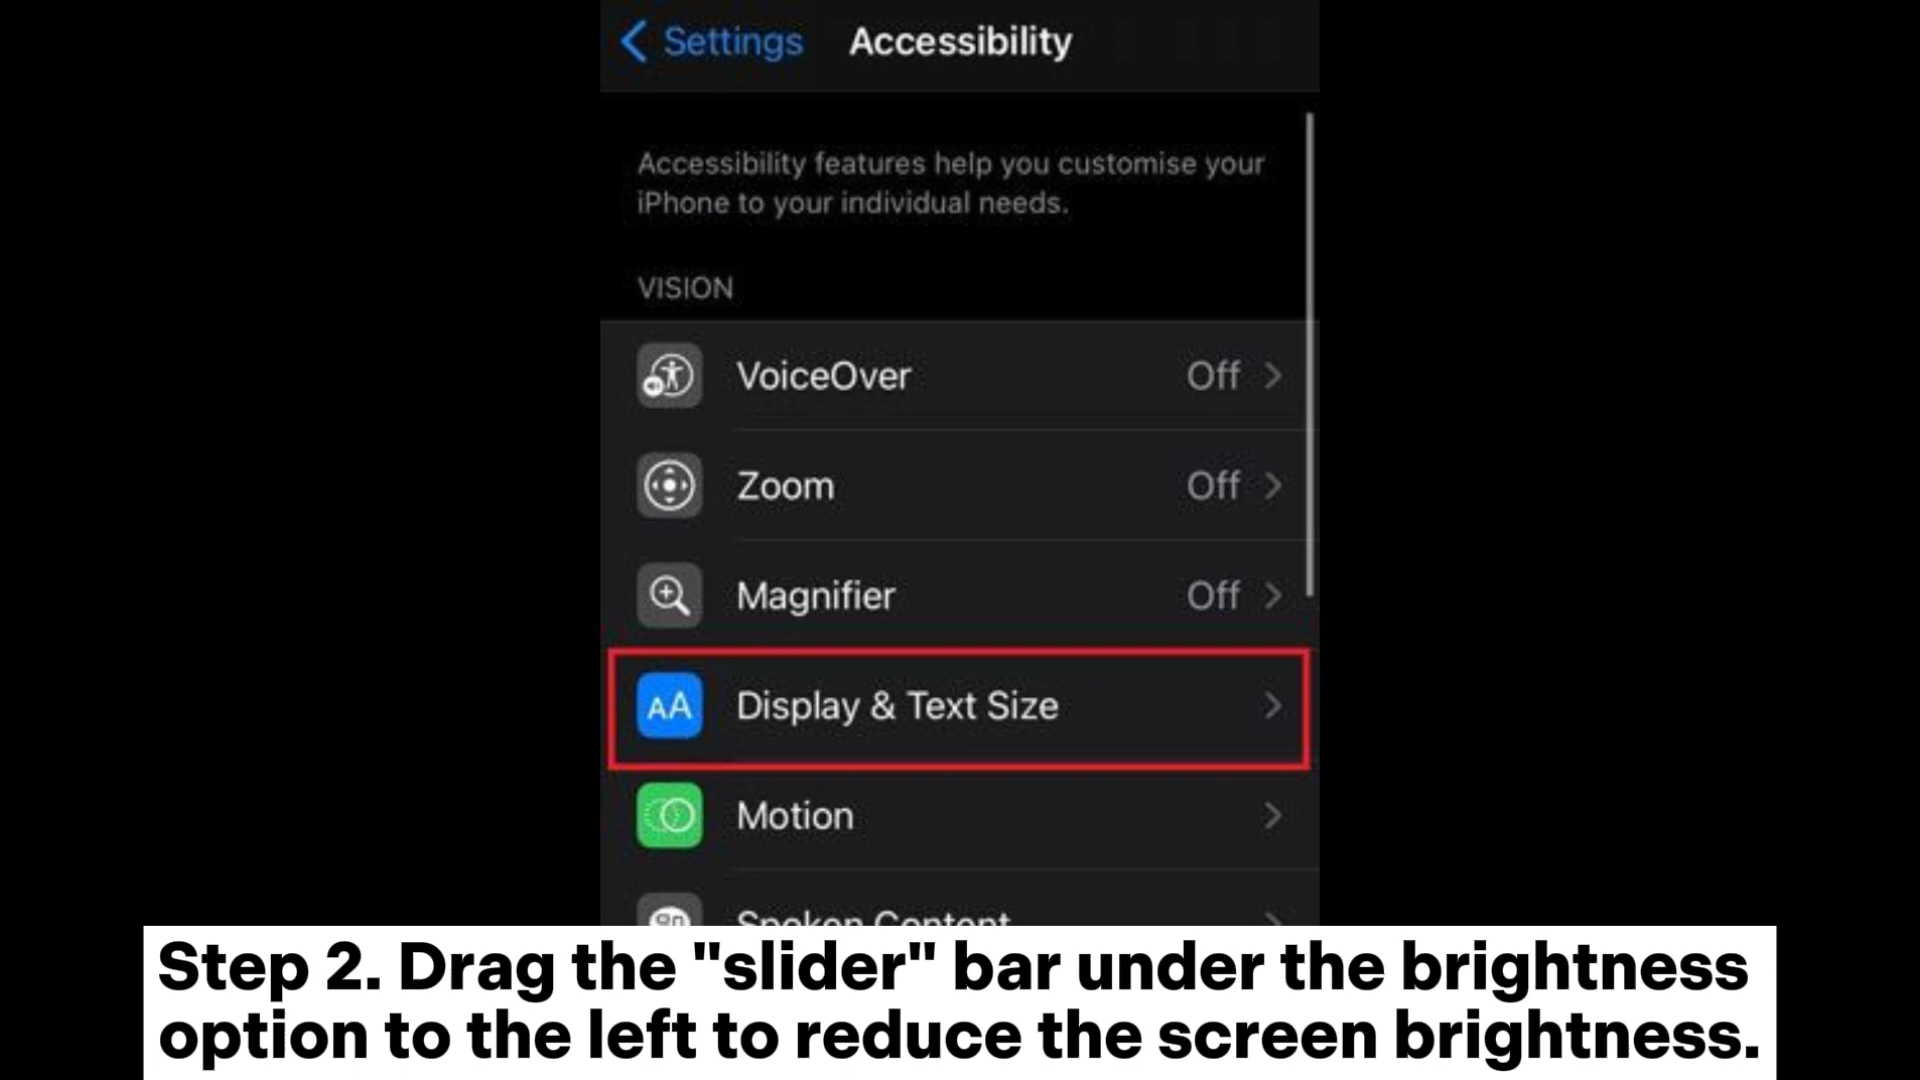 Settings
Accessibility
Accessibility features help you customise your
iPhone to your individual needs.
VISION
VoiceOver Off
Zoom Off
Magnifier Off
AA Display & Text Size
Motion
Spoken Content
Step 2. Drag the "slider" bar under the brightness
option to the left to reduce the screen brightness.